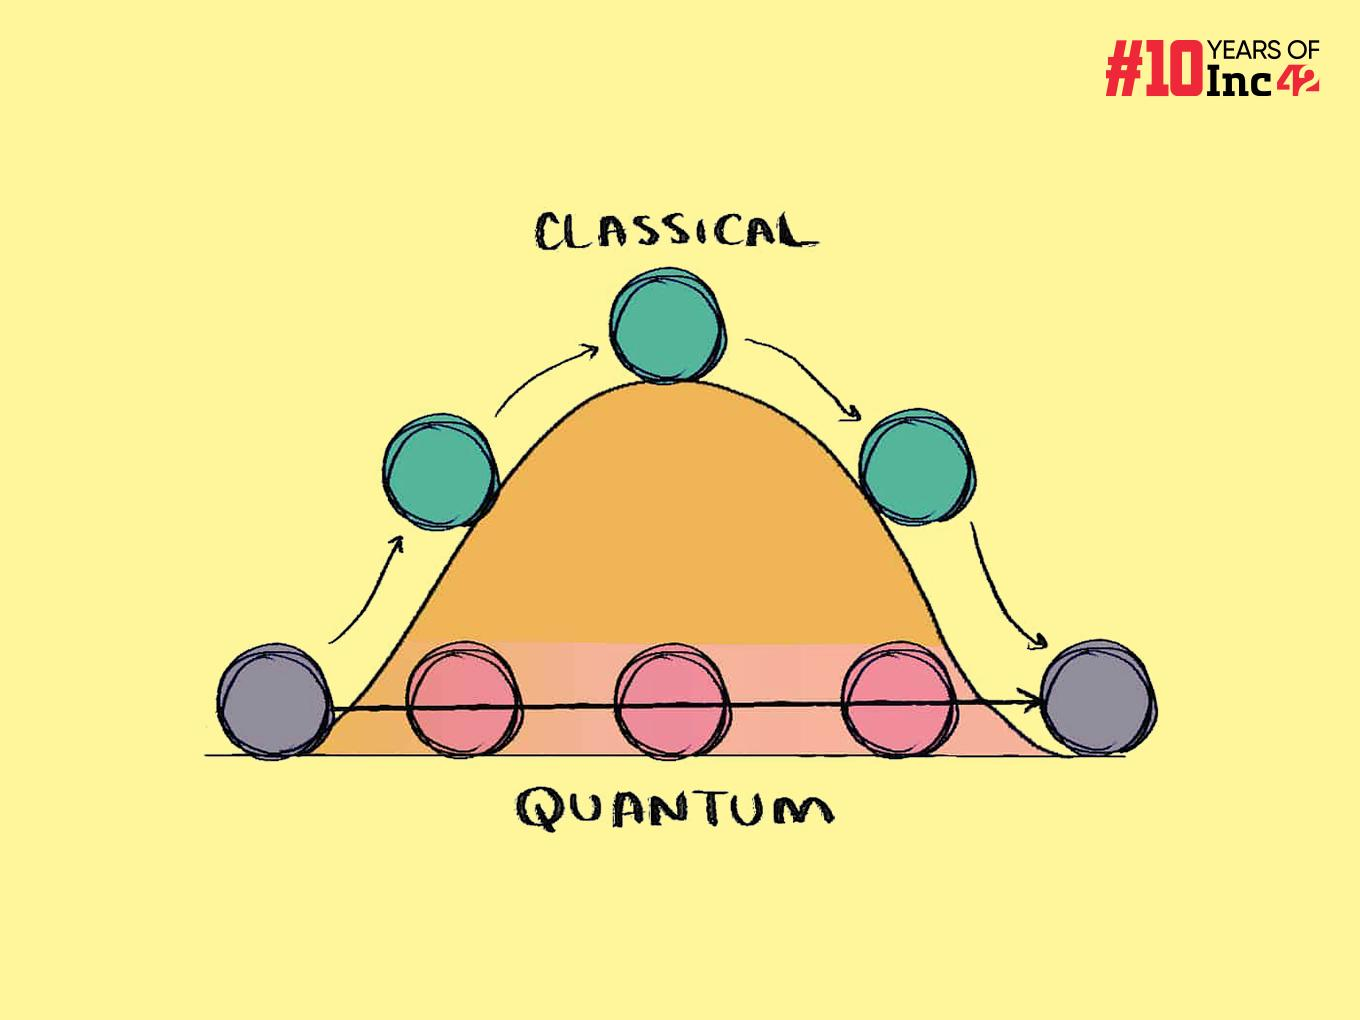 #10 YEARS OF
Inc42
CLASSICAL
QUANTUM